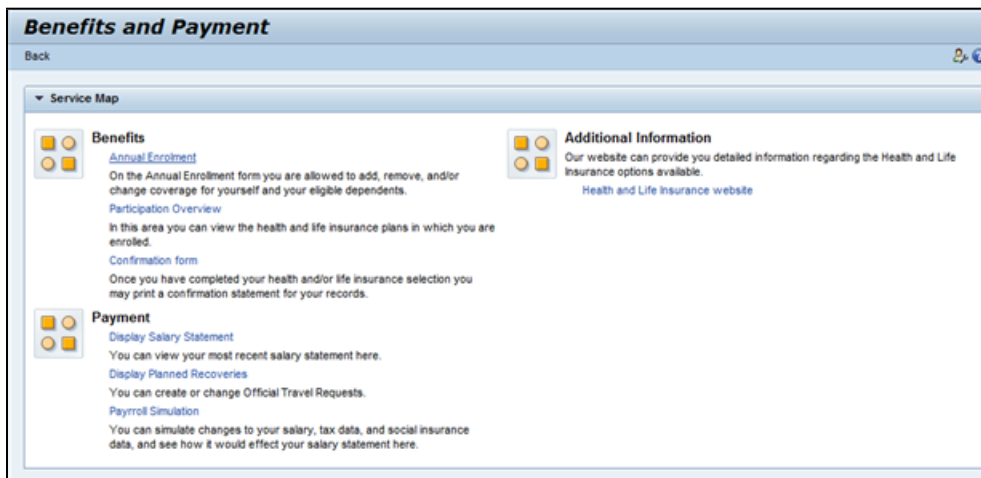 Benefits and Payment
Back
Service Map
Benefits
Annual Enrolment
On the Annual Enrollment form you are allowed to add, remove, and/or
change coverage for yourself and your eligible dependents.
Participation Overview
In this area you can view the health and life insurance plans in which you are
enrolled.
Confirmation form
Once you have completed your health and/or life insurance selection you
may print a confirmation statement for your records.
Payment
Display Salary Statement
You can view your most recent salary statement here.
Display Planned Recoveries
You can create or change Official Travel Requests.
Payrroll Simulation
You can simulate changes to your salary, tax data, and social insurance
data, and see how it would effect your salary statement here.
Additional Information
Our website can provide you detailed information regarding the Health and Life
Insurance options available.
Health and Life Insurance website